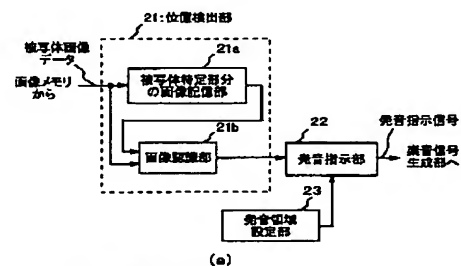 21:位置検出部
被写体画像
データ
画像メモリ
から
21a
被写体特定部分
の画像記憶部
21b
画像認識部
22
発音指示部
発音指示信号
楽音信号
生成部へ
23
発音領域
設定部
(a)